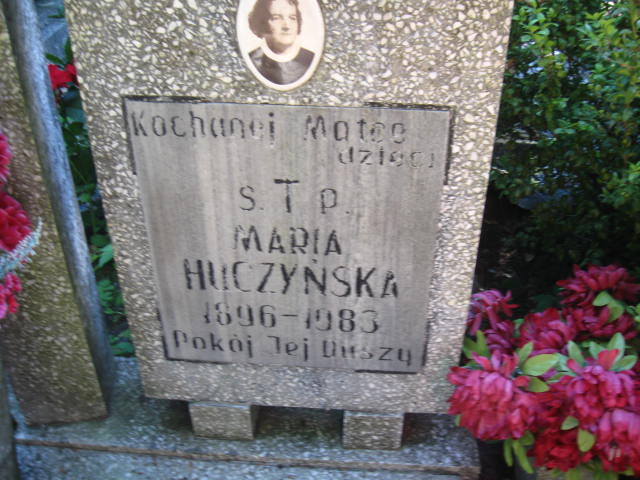 Kochanej Matce
dzieci
S. T P.
MARIA
HUCZYŃSKA
1896-1983
Pokój Jej Duszy